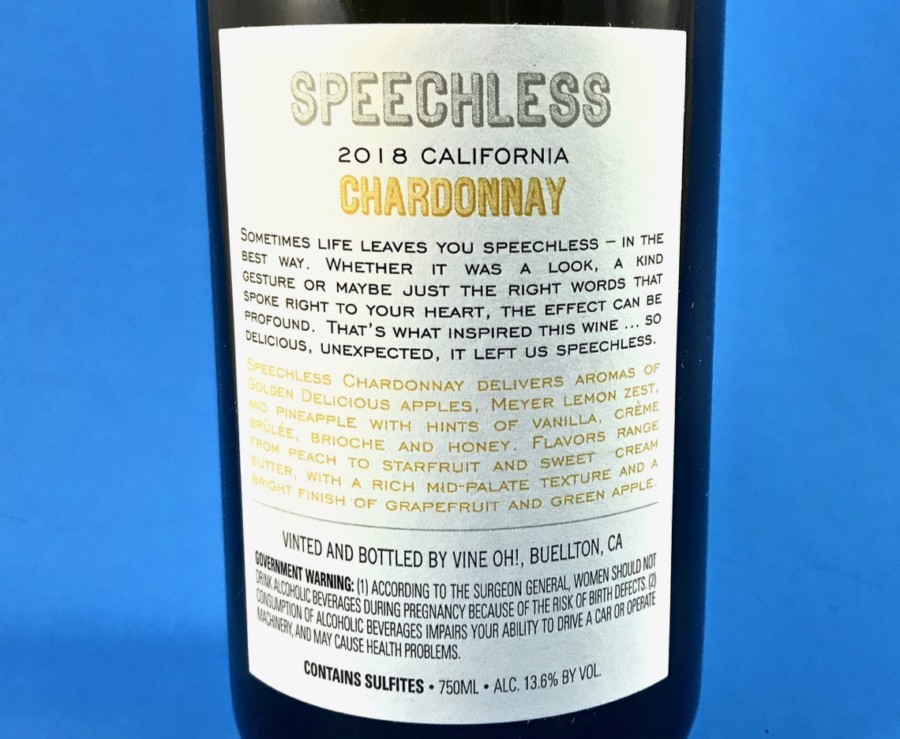 SPEECHLESS
2018 CALIFORNIA
CHARDONNAY
SOMETIMES LIFE LEAVES YOU SPEECHLESS – IN THE
BEST WAY. WHETHER IT WAS A LOOK, A KIND
GESTURE OR MAYBE JUST THE RIGHT WORDS THAT
SPOKE RIGHT TO YOUR HEART, THE EFFECT CAN BE
PROFOUND. THAT'S WHAT INSPIRED THIS WINE ... SO
DELICIOUS, UNEXPECTED, IT LEFT US SPEECHLESS.
SPEECHLESS CHARDONNAY DELIVERS AROMAS OF
GOLDEN DELICIOUS APPLES, MEYER LEMON ZEST,
AND PINEAPPLE WITH HINTS OF VANILLA, CRÈME
BRÛLÉE, BRIOCHE AND HONEY. FLAVORS RANGE
FROM PEACH TO STARFRUIT AND SWEET CREAM
BUTTER, WITH A RICH MID-PALATE TEXTURE AND A
BRIGHT FINISH OF GRAPEFRUIT AND GREEN APPLE.
VINTED AND BOTTLED BY VINE OH!, BUELLTON, CA
GOVERNMENT WARNING: (1) ACCORDING TO THE SURGEON GENERAL, WOMEN SHOULD NOT
DRINK ALCOHOLIC BEVERAGES DURING PREGNANCY BECAUSE OF THE RISK OF BIRTH DEFECTS. (2)
CONSUMPTION OF ALCOHOLIC BEVERAGES IMPAIRS YOUR ABILITY TO DRIVE A CAR OR OPERATE
MACHINERY, AND MAY CAUSE HEALTH PROBLEMS.
CONTAINS SULFITES • 750ML • ALC. 13.6% BY VOL.